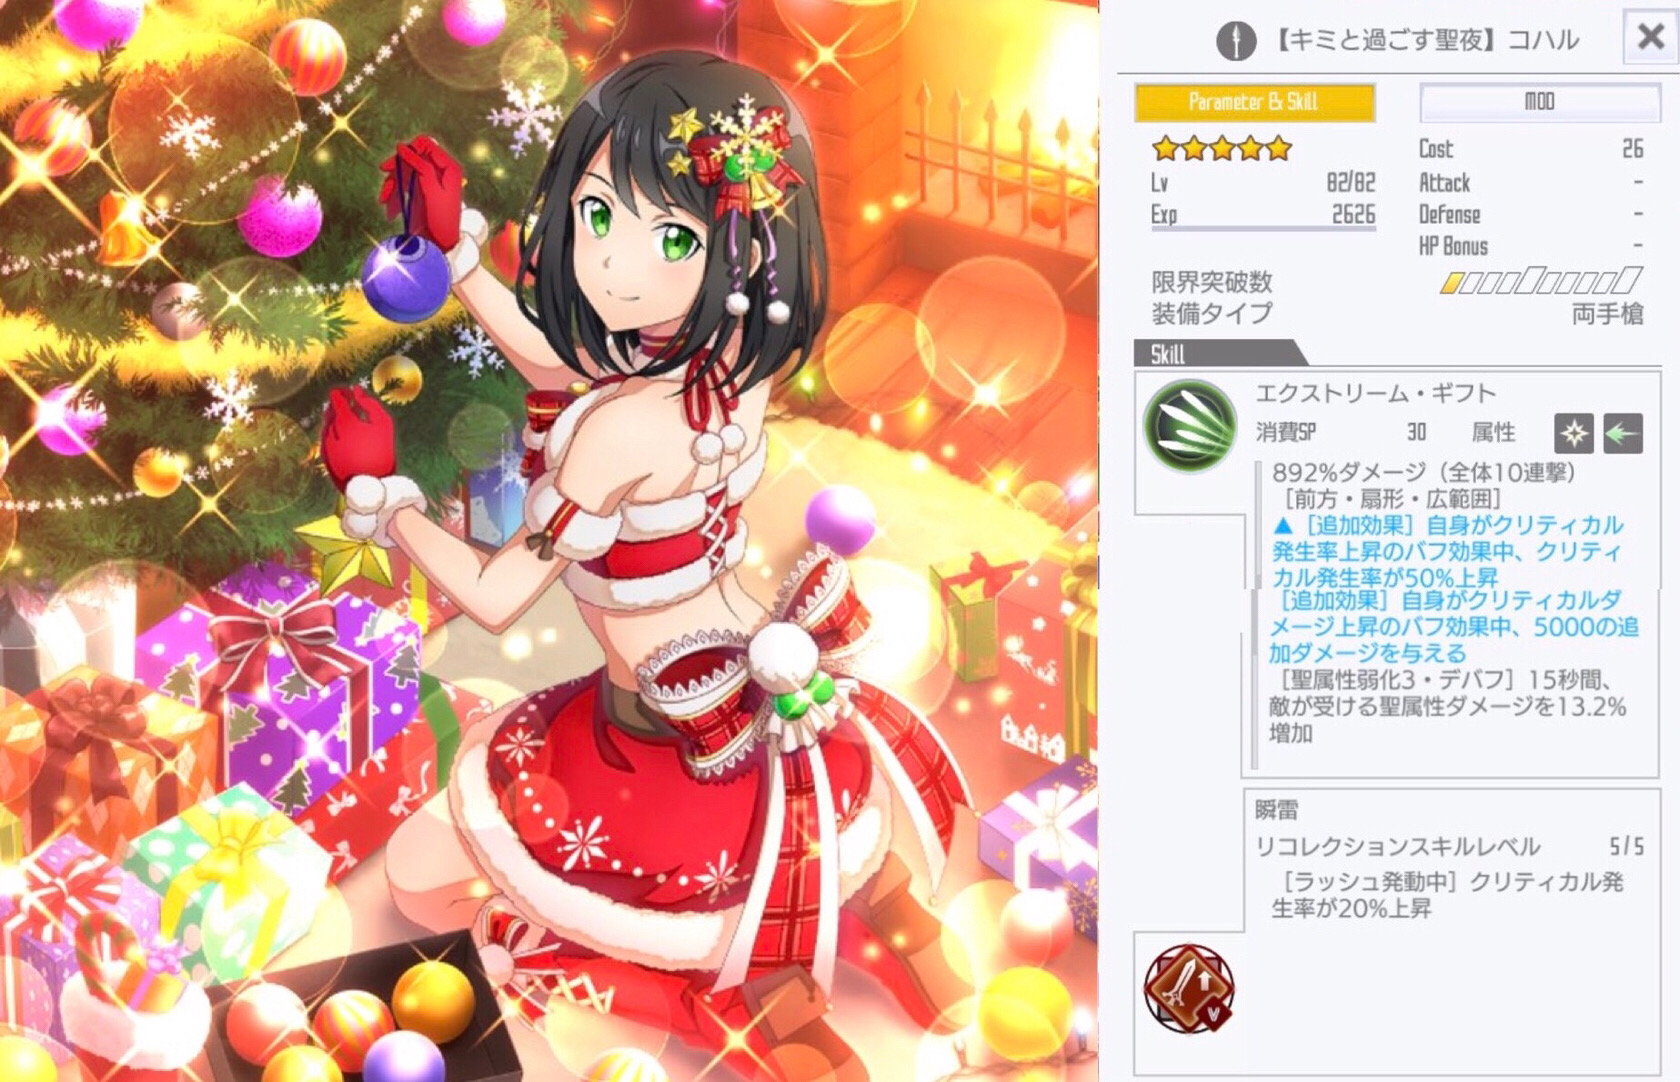 【キミと過ごす聖夜】コハル
Parameter & Skill
MOD
Cost 26
Lv 82/82
Attack -
Exp 2626
Defense -
HP Bonus -
限界突破数
装備タイプ 両手槍
Skill
エクストリーム・ギフト
消費SP 30 属性
892%ダメージ（全体10連撃）
［前方・扇形・広範囲］
▲［追加効果］自身がクリティカル
発生率上昇のバフ効果中、クリティ
カル発生率が50%上昇
［追加効果］自身がクリティカルダ
メージ上昇のバフ効果中、5000の追
加ダメージを与える
［聖属性弱化3・デバフ］15秒間、
敵が受ける聖属性ダメージを13.2%
増加
瞬雷
リコレクションスキルレベル 5/5
［ラッシュ発動中］クリティカル発
生率が20%上昇
V